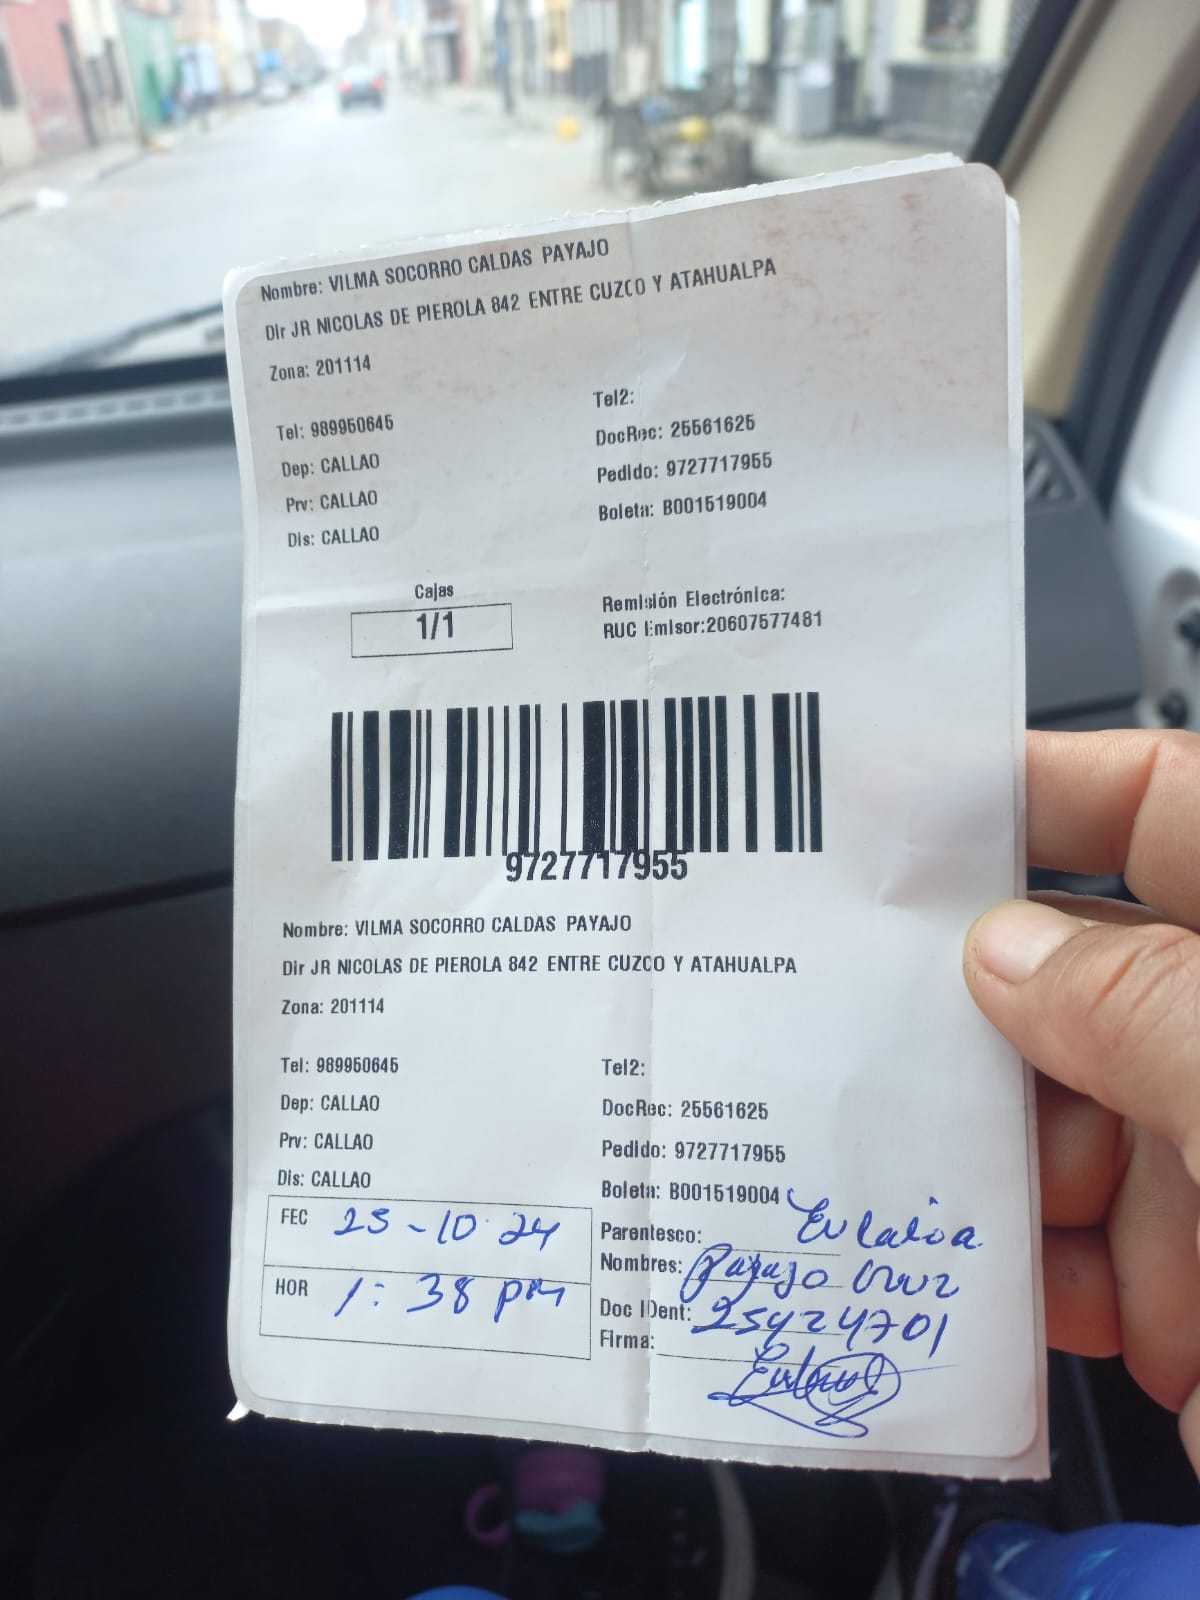 Nombre: VILMA SOCORRO CALDAS PAYAJO
Dir JR NICOLAS DE PIEROLA 842 ENTRE CUZCO Y ATAHUALPA
Zona: 201114
Tel2:
Tel: 989950645
DocRec: 25561625
Dep: CALLAO
Pedido: 9727717955
Prv: CALLAO
Boleta: B001519004
Dis: CALLAO
Cajas
1/1
Remisión Electrónica:
RUC Emisor:20607577481
9727717955
Nombre: VILMA SOCORRO CALDAS PAYAJO
Dir JR NICOLAS DE PIEROLA 842 ENTRE CUZCO Y ATAHUALPA
Zona: 201114
Tel: 989950645
Tel2:
Dep: CALLAO
DocRec: 25561625
Prv: CALLAO
Pedido: 9727717955
Dis: CALLAO
Boleta: B001519004
FEC 25-10-24
HOR 1:38 pm
Parentesco: Eulalia
Nombres: Payajo Cruz
Doc IDent: 25424701
Firma: